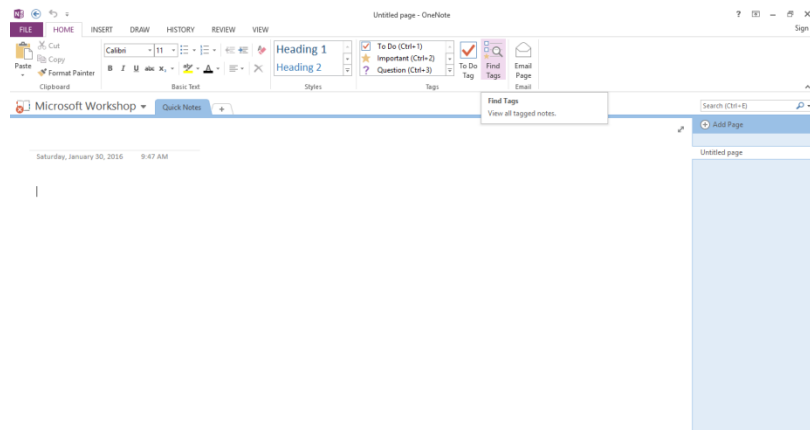 Untitled page - OneNote
Sign
FILE HOME INSERT DRAW HISTORY REVIEW VIEW
Paste
Cut
Copy
Format Painter
Clipboard
Calibri 11
B I U abc x, A
Basic Text
Heading 1
Heading 2
Styles
To Do (Ctrl+1)
Important (Ctrl+2)
? Question (Ctrl+3)
Tags
To Do
Tag
Find
Tags
Email
Page
Email
Find Tags
View all tagged notes.
Microsoft Workshop
Quick Notes
Search (Ctrl+E)
Add Page
Untitled page
Saturday, January 30, 2016 9:47 AM